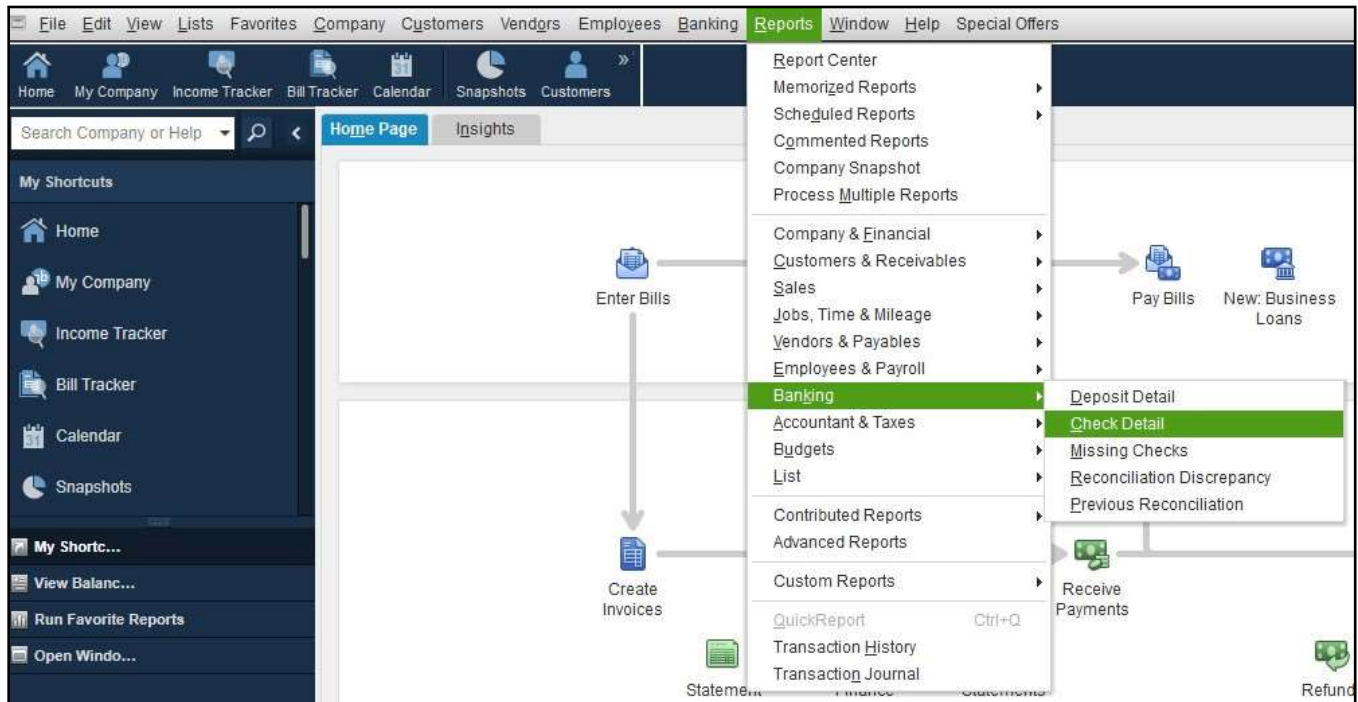 File Edit View Lists Favorites Company Customers Vendors Employees Banking Reports Window Help Special Offers
Home My Company Income Tracker Bill Tracker Calendar Snapshots Customers »
Search Company or Help
Home Page Insights
My Shortcuts
Home
My Company
Income Tracker
Bill Tracker
Calendar
31
Snapshots
My Shortc...
View Balanc...
Run Favorite Reports
Open Windo...
Report Center
Memorized Reports
Scheduled Reports
Commented Reports
Company Snapshot
Process Multiple Reports
Company & Financial
Customers & Receivables
Sales
Jobs, Time & Mileage
Vendors & Payables
Employees & Payroll
Banking
Accountant & Taxes
Budgets
List
Contributed Reports
Advanced Reports
Custom Reports
QuickReport Ctrl+Q
Transaction History
Transaction Journal
Deposit Detail
Check Detail
Missing Checks
Reconciliation Discrepancy
Previous Reconciliation
Enter Bills
Pay Bills
New: Business
Loans
Create
Invoices
Receive
Payments
Statement
Refund